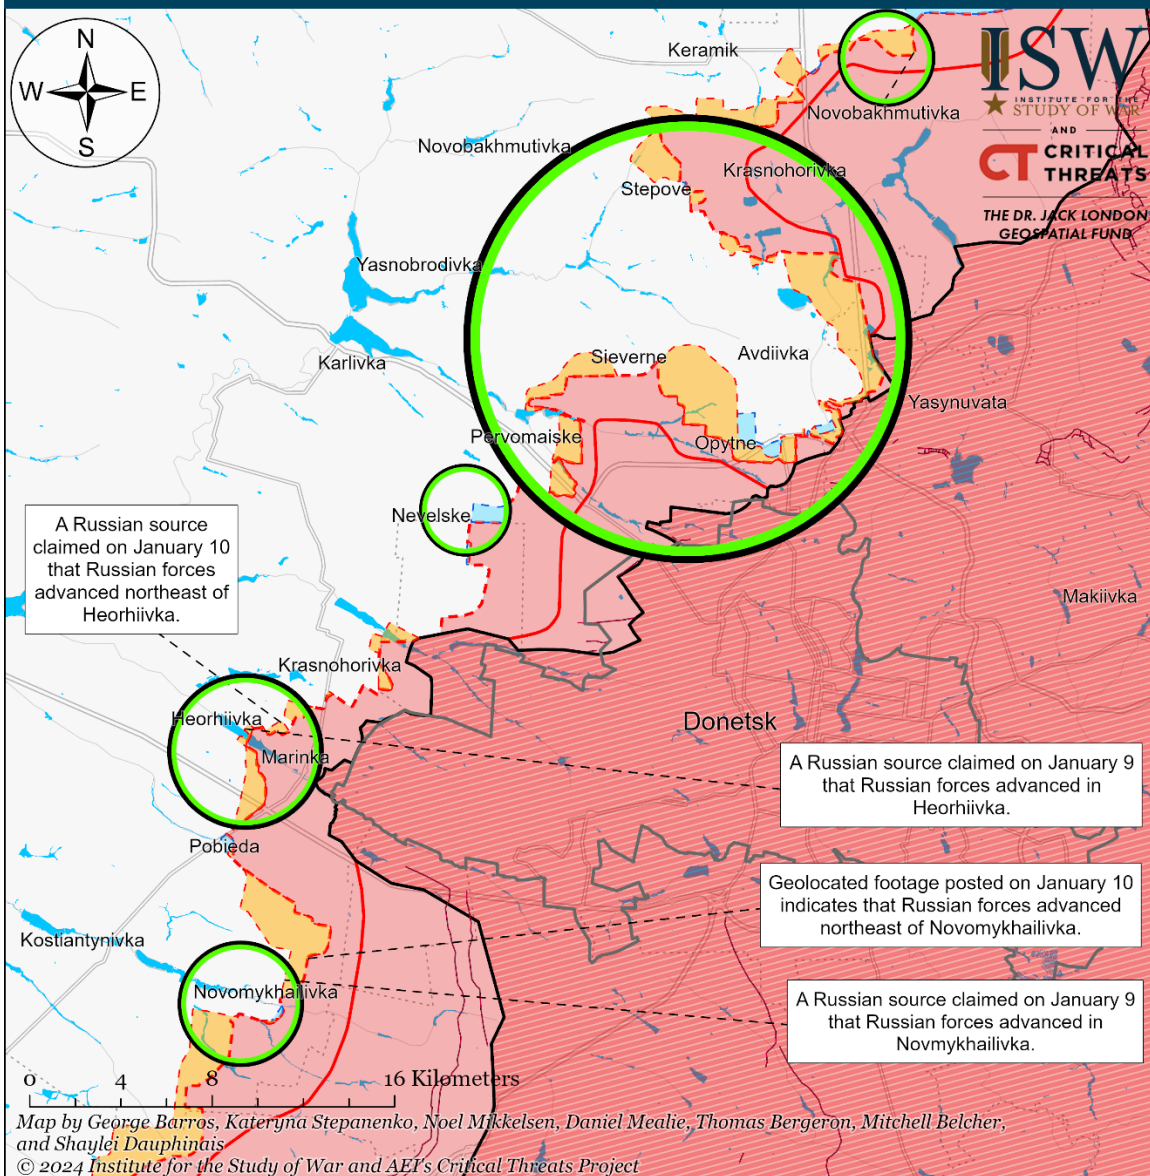 N
W
E
S
Keramik
ISW
INSTITUTE FOR THE
STUDY OF WAR
AND
CT CRITICAL
THREATS
THE DR. JACK LONDON
GEOSPATIAL FUND
Novobakhmutivka
Novobakhmutivka
Krasnohorivka
Stepove
Yasnobrodivka
Sieverne
Avdiivka
Karlivka
Yasynuvata
Pervomaiske
Opytne
Nevelske
A Russian source
claimed on January 10
that Russian forces
advanced northeast of
Heorhiivka.
Makiivka
Krasnohorivka
Heorhiivka
Donetsk
Marinka
A Russian source claimed on January 9
that Russian forces advanced in
Heorhiivka.
Pobieda
Geolocated footage posted on January 10
indicates that Russian forces advanced
northeast of Novomykhailivka.
Kostiantynivka
Novomykhailivka
A Russian source claimed on January 9
that Russian forces advanced in
Novmykhailivka.
0 4 8 16 Kilometers
Map by George Barros, Kateryna Stepanenko, Noel Mikkelsen, Daniel Mealie, Thomas Bergeron, Mitchell Belcher,
and Shaylei Dauphinais
© 2024 Institute for the Study of War and AEI's Critical Threats Project